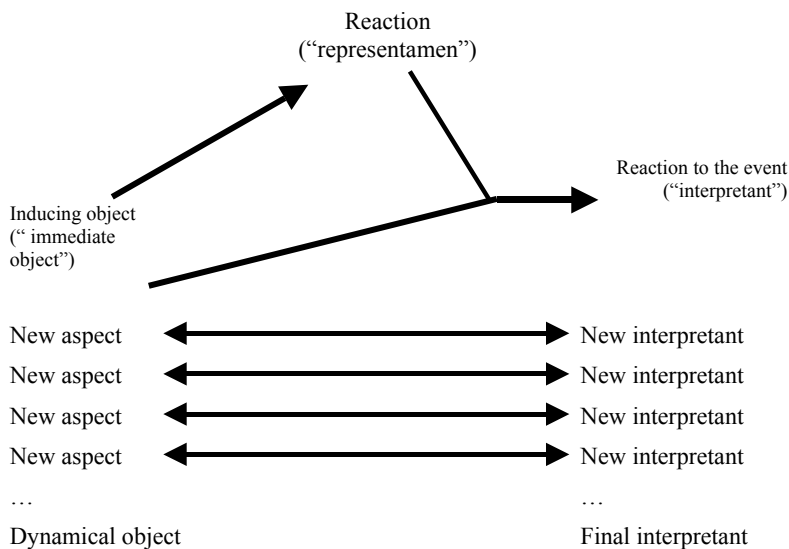 Reaction
(“representamen”)
Reaction to the event
(“interpretant”)
Inducing object
(“ immediate
object”)
New aspect New interpretant
New aspect New interpretant
New aspect New interpretant
New aspect New interpretant
… …
Dynamical object Final interpretant